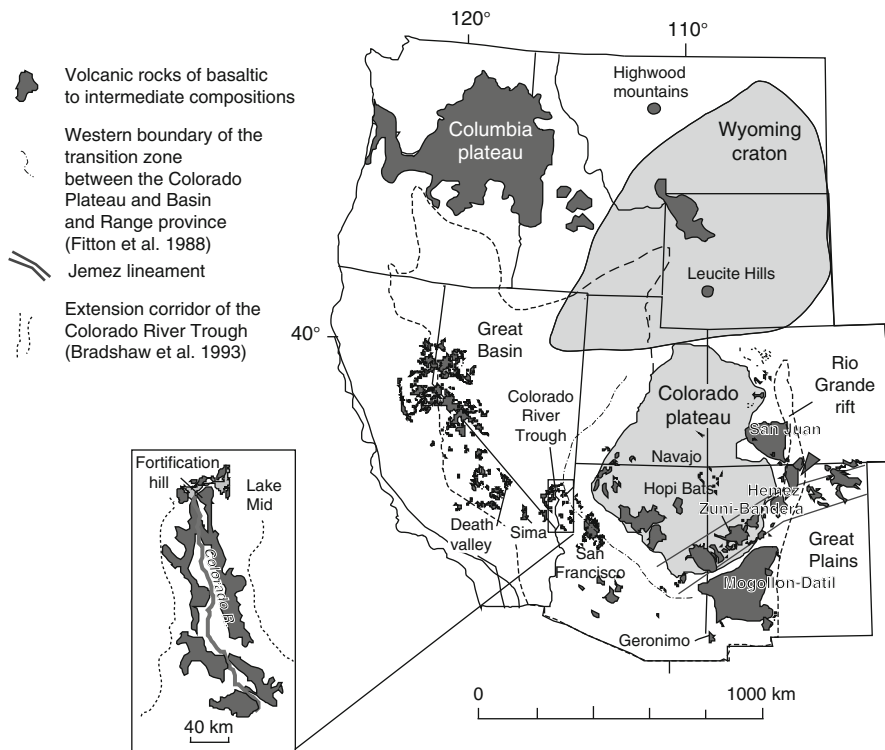 120°
110°
Volcanic rocks of basaltic
to intermediate compositions
Western boundary of the
transition zone
between the Colorado
Plateau and Basin
and Range province
(Fitton et al. 1988)
Jemez lineament
Extension corridor of the
Colorado River Trough
(Bradshaw et al. 1993)
40°
Highwood
mountains
Columbia
plateau
Wyoming
craton
Leucite Hills
Great
Basin
Colorado
River
Trough
Colorado
plateau
Rio
Grande
rift
San Juan
Navajo
Hopi Bats
Hemez
Zuni-Bandera
Death
valley
Sima
San
Francisco
Great
Plains
Mogollon-Datil
Geronimo
0
1000 km
Fortification
hill
Lake
Mid
Colorado R.
40 km